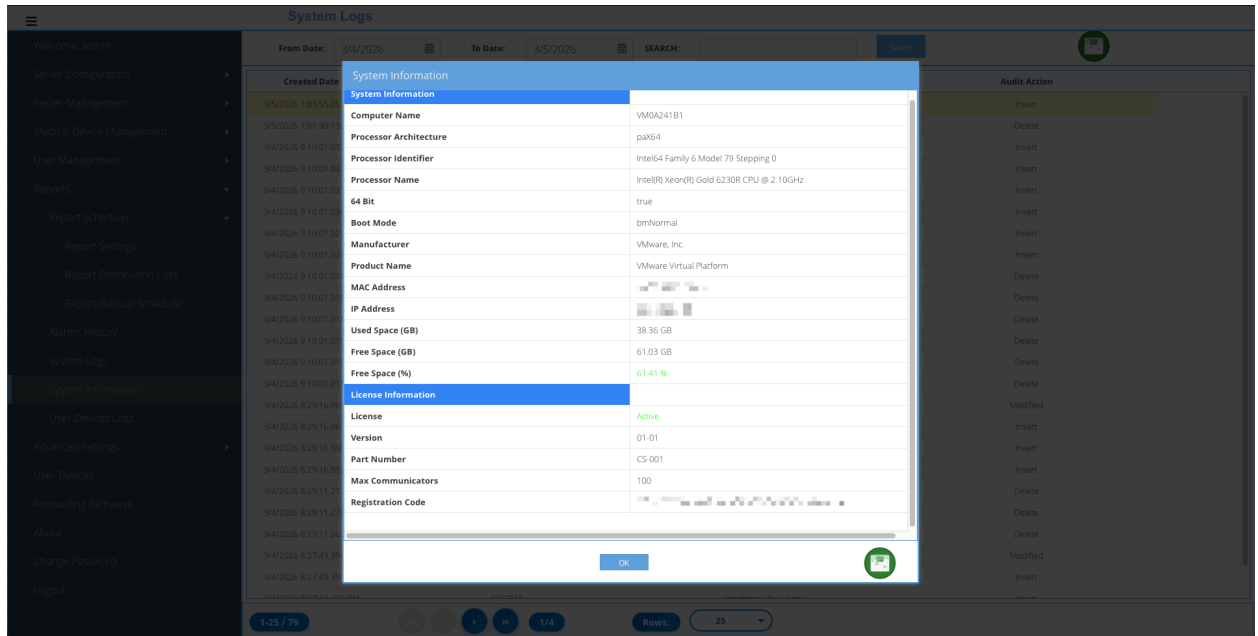 System Logs
Welcome, admin
Server Configuration
Server Management
Medical Device Management
User Management
Reports
Report Scheduler
Report Settings
Report Distribution Lists
Report/Backup Scheduler
Alarms History
System Logs
System Information
User Devices Logs
Advanced Settings
User Devices
Forwarding Pathways
About
Change Password
Logout
From Date: 3/4/2026 To Date: 3/5/2026 SEARCH: Search
Created Date Audit Action
Insert
Delete
Insert
Insert
Insert
Insert
Insert
Insert
Delete
Delete
Delete
Delete
Delete
Delete
Modified
Insert
Insert
Insert
Delete
Delete
Delete
Modified
Insert
System Information
System Information
Computer Name VM0A241B1
Processor Architecture paX64
Processor Identifier Intel64 Family 6 Model 79 Stepping 0
Processor Name Intel(R) Xeon(R) Gold 6230R CPU @ 2.10GHz
64 Bit true
Boot Mode bmNormal
Manufacturer VMware, Inc.
Product Name VMware Virtual Platform
MAC Address
IP Address
Used Space (GB) 38.36 GB
Free Space (GB) 61.03 GB
Free Space (%) 61.41 %
License Information
License Active
Version 01-01
Part Number CS-001
Max Communicators 100
Registration Code
OK
1-25 / 79 1/4 Rows: 25